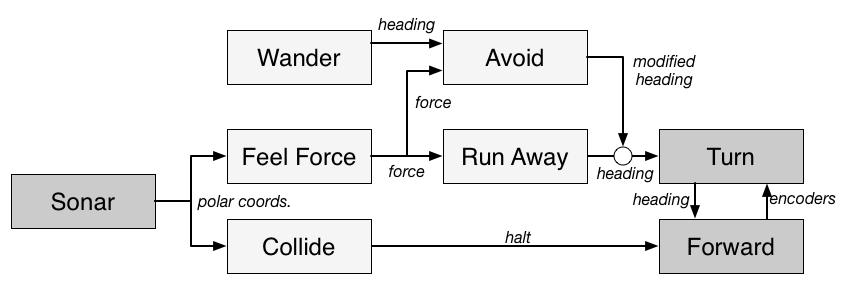 heading
Wander
Avoid
modified
heading
force
Feel Force
force
Run Away
heading
Turn
Sonar
polar coords.
heading
encoders
Collide
halt
Forward